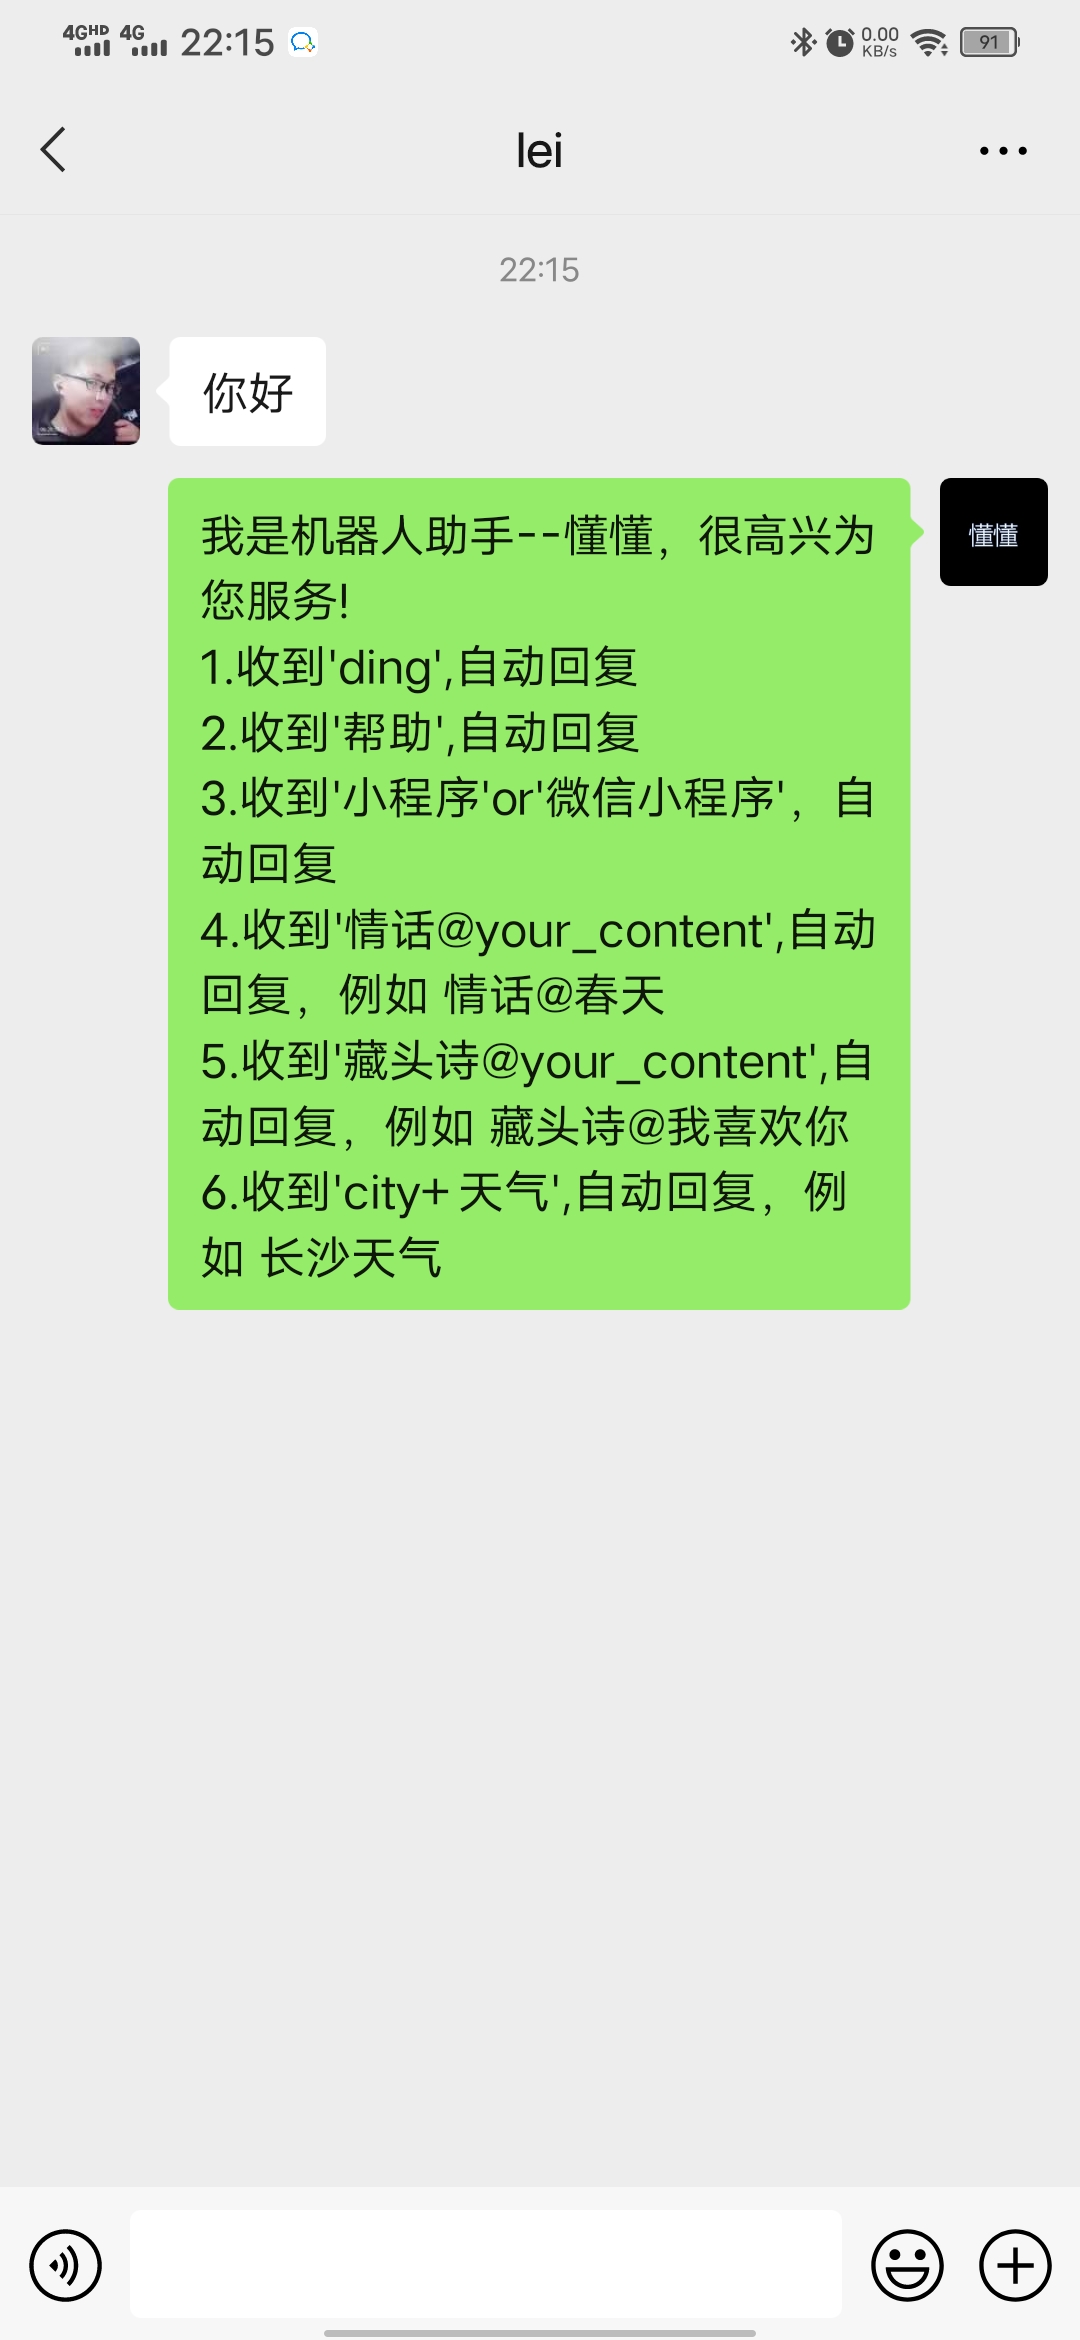 4GHD 4G 22:15 0.00 KB/s 91
lei
22:15
你好
我是机器人助手--懂懂，很高兴为
您服务!
懂懂
1.收到'ding',自动回复
2.收到'帮助',自动回复
3.收到'小程序'or'微信小程序'，自
动回复
4.收到'情话@your_content',自动
回复，例如 情话@春天
5.收到'藏头诗@your_content',自
动回复，例如 藏头诗@我喜欢你
6.收到'city+天气',自动回复，例
如 长沙天气